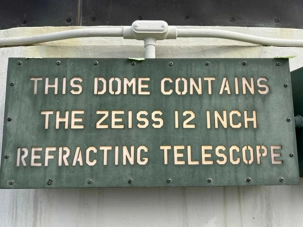 THIS DOME CONTAINS
THE ZEISS 12 INCH
REFRACTING TELESCOPE